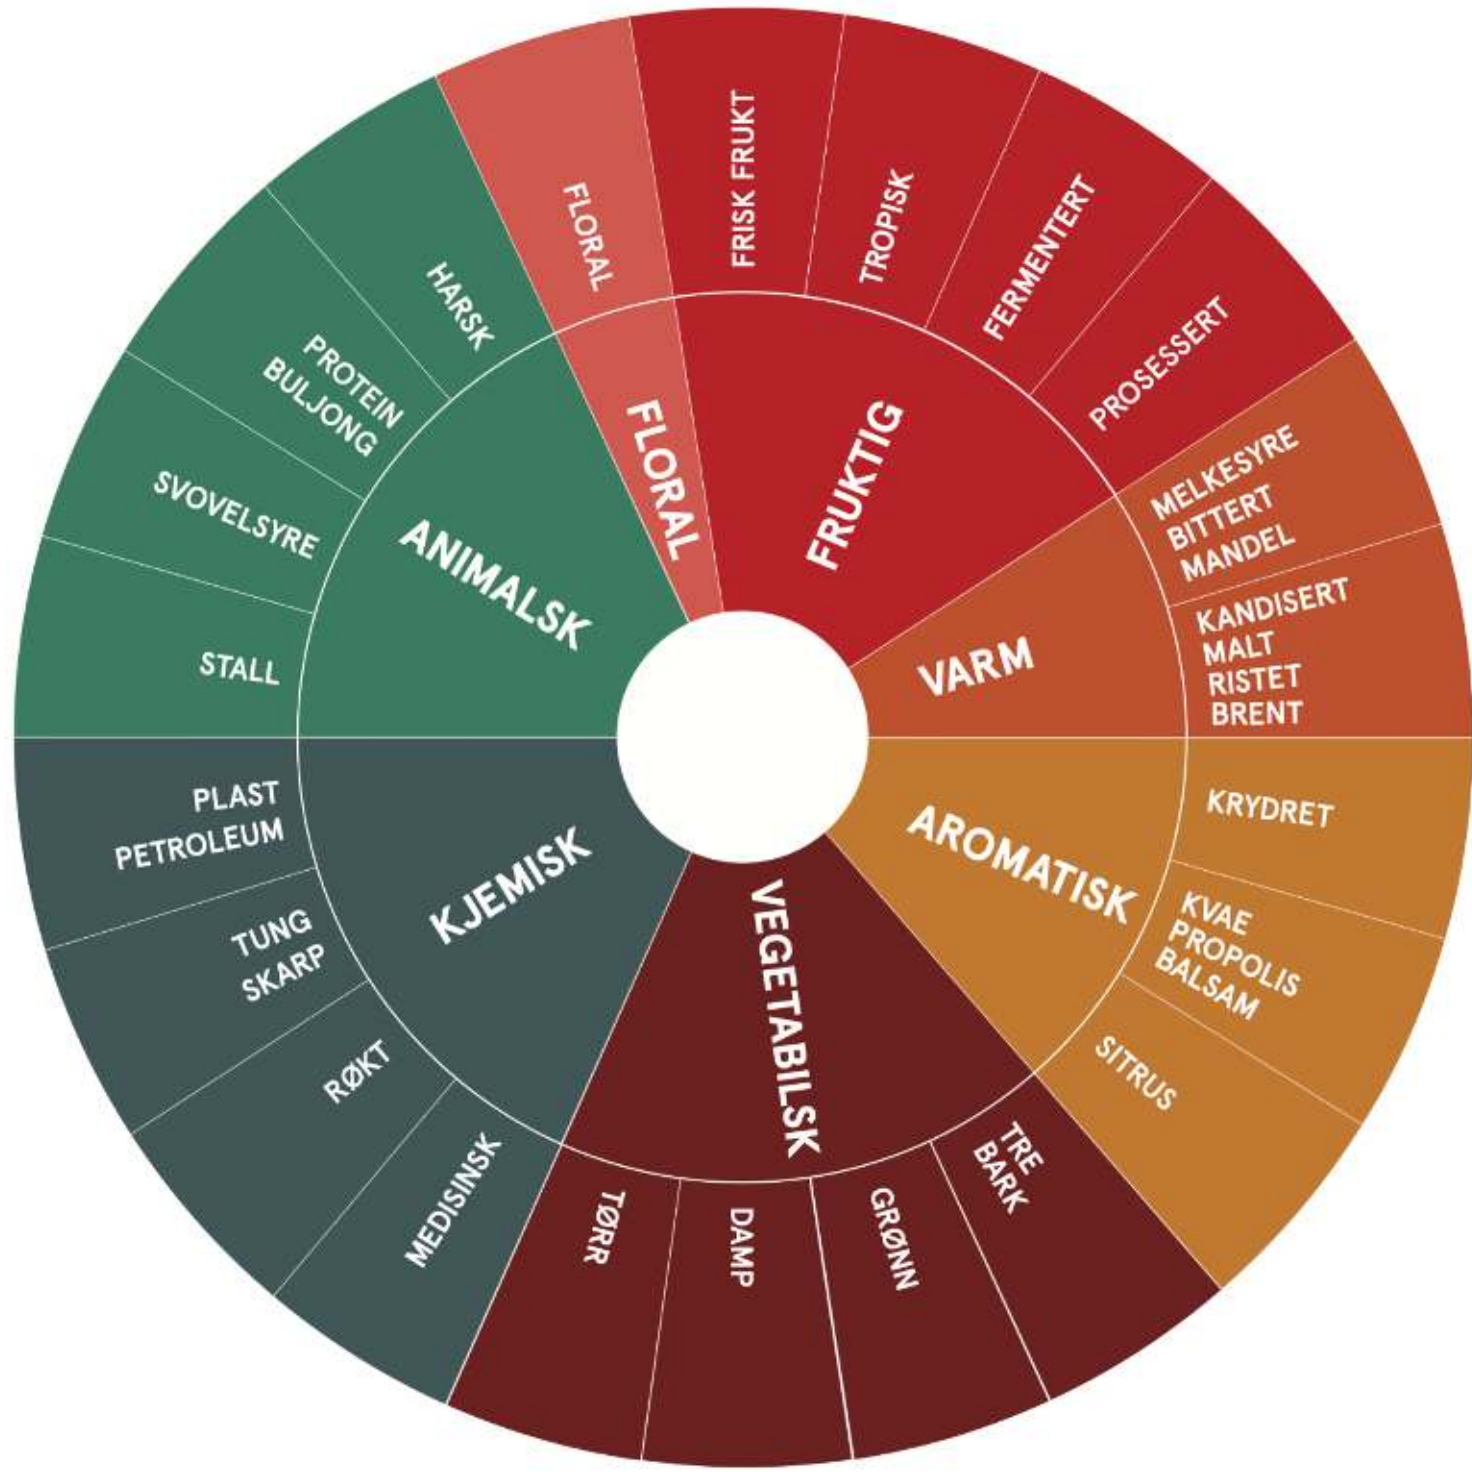 FLORAL
FLORAL
FRUKTIG
FRISK FRUKT
TROPISK
FERMENTERT
PROSESSERT
VARM
MELKESYRE
BITTERT
MANDEL
KANDISERT
MALT
RISTET
BRENT
AROMATISK
KRYDRET
KVAE
PROPOLIS
BALSAM
SITRUS
VEGETABILSK
TRE
BARK
GRØNN
DAMP
TØRR
KJEMISK
MEDISINSK
RØKT
TUNG
SKARP
PLAST
PETROLEUM
ANIMALSK
STALL
SVOVELSYRE
PROTEIN
BULJONG
HARSK